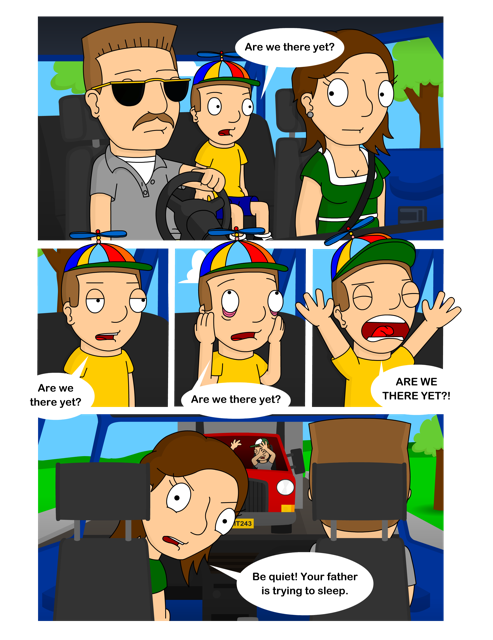 Are we there yet?
Are we
there yet?
Are we there yet?
ARE WE
THERE YET?!
Be quiet! Your father
is trying to sleep.